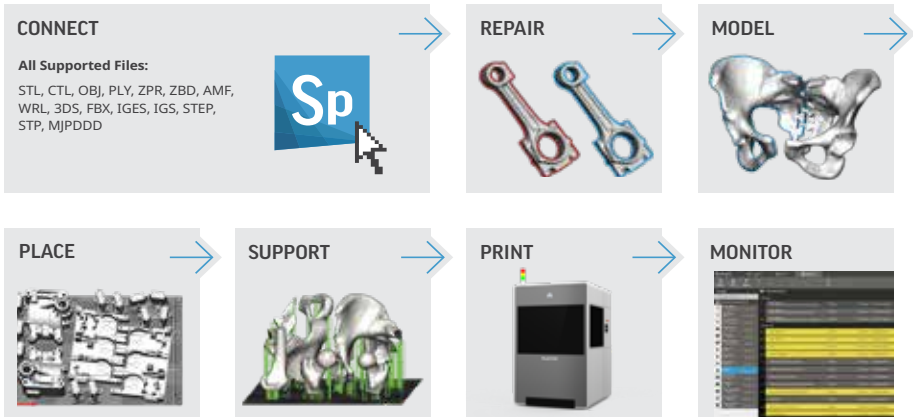 CONNECT
All Supported Files:
STL, CTL, OBJ, PLY, ZPR, ZBD, AMF,
WRL, 3DS, FBX, IGES, IGS, STEP,
STP, MJPDDD
Sp
REPAIR
MODEL
PLACE
SUPPORT
PRINT
MONITOR